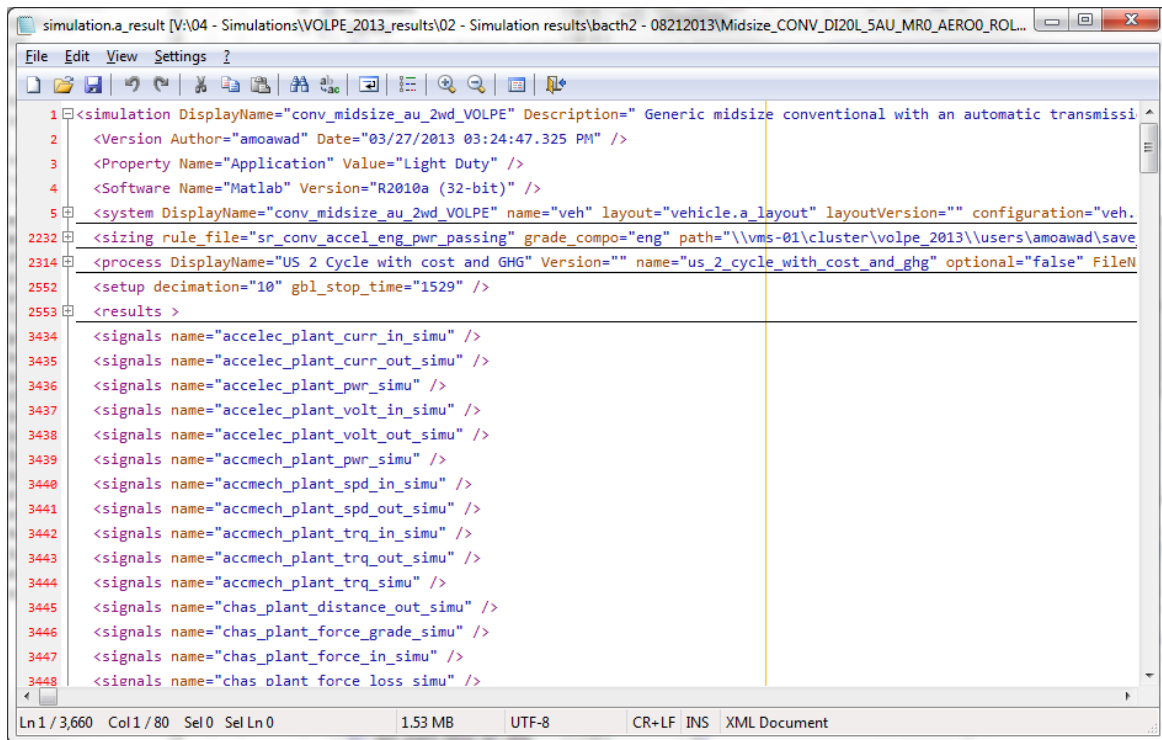 simulation.a_result [V:\04 - Simulations\VOLPE_2013_results\02 - Simulation results\bacth2 - 08212013\Midsize_CONV_DI20L_5AU_MR0_AERO0_ROL...
File Edit View Settings ?
1 <simulation DisplayName="conv_midsize_au_2wd_VOLPE" Description=" Generic midsize conventional with an automatic transmissi
2 <Version Author="amoawad" Date="03/27/2013 03:24:47.325 PM" />
3 <Property Name="Application" Value="Light Duty" />
4 <Software Name="Matlab" Version="R2010a (32-bit)" />
5 <system DisplayName="conv_midsize_au_2wd_VOLPE" name="veh" layout="vehicle.a_layout" layoutVersion="" configuration="veh.
2232 <sizing rule_file="sr_conv_accel_eng_pwr_passing" grade_compo="eng" path="\\vms-01\cluster\volpe_2013\\users\amoawad\save
2314 <process DisplayName="US 2 Cycle with cost and GHG" Version="" name="us_2_cycle_with_cost_and_ghg" optional="false" FileN
2552 <setup decimation="10" gbl_stop_time="1529" />
2553 <results >
3434 <signals name="accelec_plant_curr_in_simu" />
3435 <signals name="accelec_plant_curr_out_simu" />
3436 <signals name="accelec_plant_pwr_simu" />
3437 <signals name="accelec_plant_volt_in_simu" />
3438 <signals name="accelec_plant_volt_out_simu" />
3439 <signals name="accmech_plant_pwr_simu" />
3440 <signals name="accmech_plant_spd_in_simu" />
3441 <signals name="accmech_plant_spd_out_simu" />
3442 <signals name="accmech_plant_trq_in_simu" />
3443 <signals name="accmech_plant_trq_out_simu" />
3444 <signals name="accmech_plant_trq_simu" />
3445 <signals name="chas_plant_distance_out_simu" />
3446 <signals name="chas_plant_force_grade_simu" />
3447 <signals name="chas_plant_force_in_simu" />
3448 <signals name="chas_plant_force_loss_simu" />
Ln 1 / 3,660 Col 1 / 80 Sel 0 Sel Ln 0 1.53 MB UTF-8 CR+LF INS XML Document